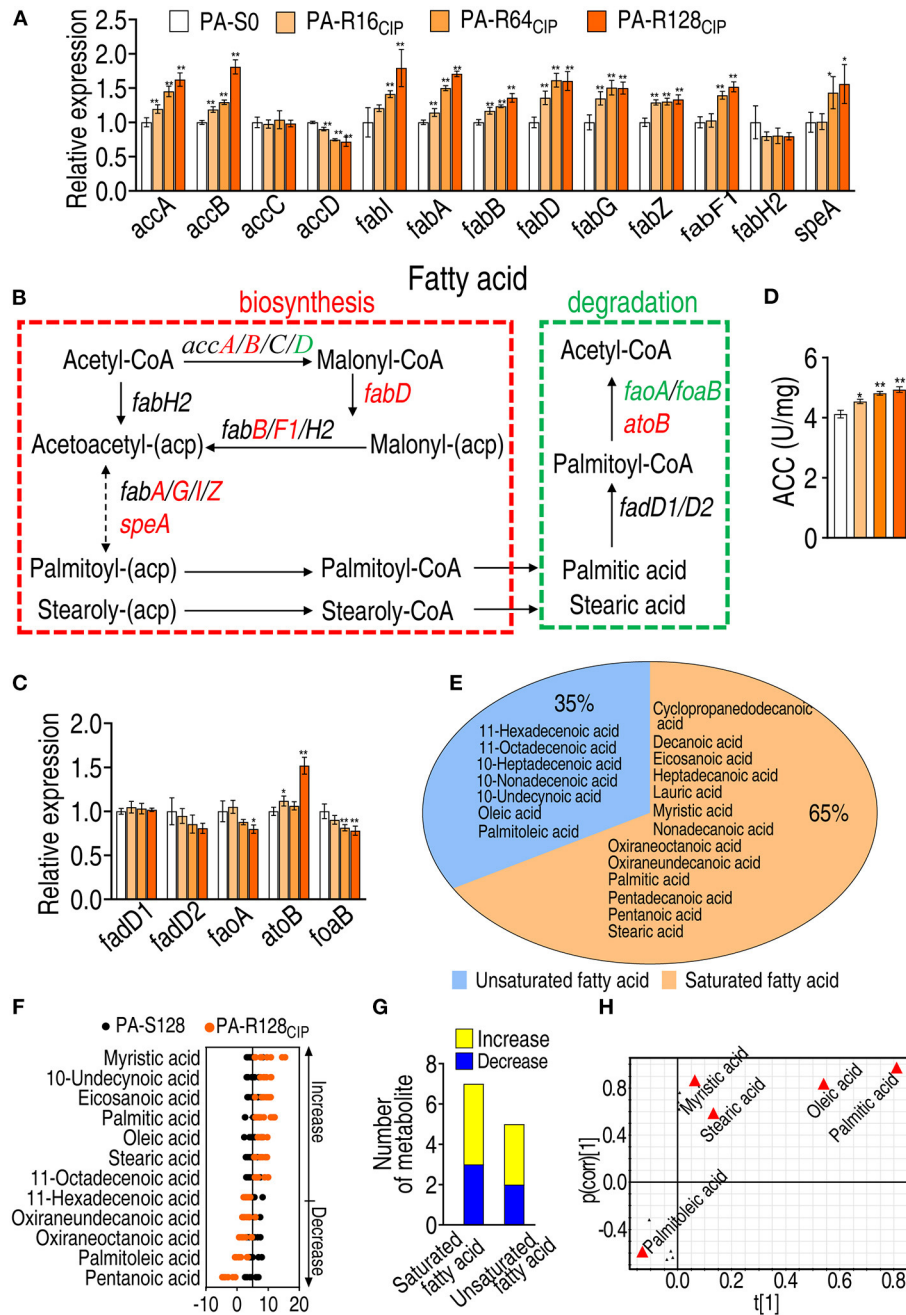 A
PA-S0 PA-R16CIP PA-R64CIP PA-R128CIP
Relative expression
2.5
2.0
1.5
1.0
0.5
0.0
** ** ** ** ** ** ** ** ** ** ** ** ** ** ** ** ** ** ** ** ** ** ** ** ** ** ** ** * *
accA accB accC accD fabI fabA fabB fabD fabG fabZ fabF1 fabH2 speA
Fatty acid
B
biosynthesis degradation
Acetyl-CoA accA/B/C/D Malonyl-CoA
fabH2 fabD
Acetoacetyl-(acp) fabB/F1/H2 Malonyl-(acp)
fabA/G/I/Z
speA
Palmitoyl-(acp) Palmitoyl-CoA
Stearoly-(acp) Stearoly-CoA
Acetyl-CoA
faoA/foaB
atoB
Palmitoyl-CoA
fadD1/D2
Palmitic acid
Stearic acid
D
ACC (U/mg)
6
4
2
0
* ** **
C
Relative expression
2.0
1.5
1.0
0.5
0.0
* * ** ** **
fadD1 fadD2 faoA atoB foaB
E
35%
11-Hexadecenoic acid
11-Octadecenoic acid
10-Heptadecenoic acid
10-Nonadecenoic acid
10-Undecynoic acid
Oleic acid
Palmitoleic acid
Cyclopropanedodecanoic
acid
Decanoic acid
Eicosanoic acid
Heptadecanoic acid
Lauric acid
Myristic acid
Nonadecanoic acid
Oxiraneoctanoic acid
Oxiraneundecanoic acid
Palmitic acid
Pentadecanoic acid
Pentanoic acid
Stearic acid
65%
Unsaturated fatty acid Saturated fatty acid
F
PA-S128 PA-R128CIP
Myristic acid
10-Undecynoic acid
Eicosanoic acid
Palmitic acid
Oleic acid
Stearic acid
11-Octadecenoic acid
11-Hexadecenoic acid
Oxiraneundecanoic acid
Oxiraneoctanoic acid
Palmitoleic acid
Pentanoic acid
Increase
Decrease
-10 0 10 20
G
Increase
Decrease
Number
of metabolite
8
6
4
2
0
Saturated
fatty acid
Unsaturated
fatty acid
H
p(corr)[1]
0.8
0.4
0.0
-0.4
Myristic acid
Stearic acid
Oleic acid
Palmitic acid
Palmitoleic acid
0.0 0.2 0.4 0.6 0.8
t[1]